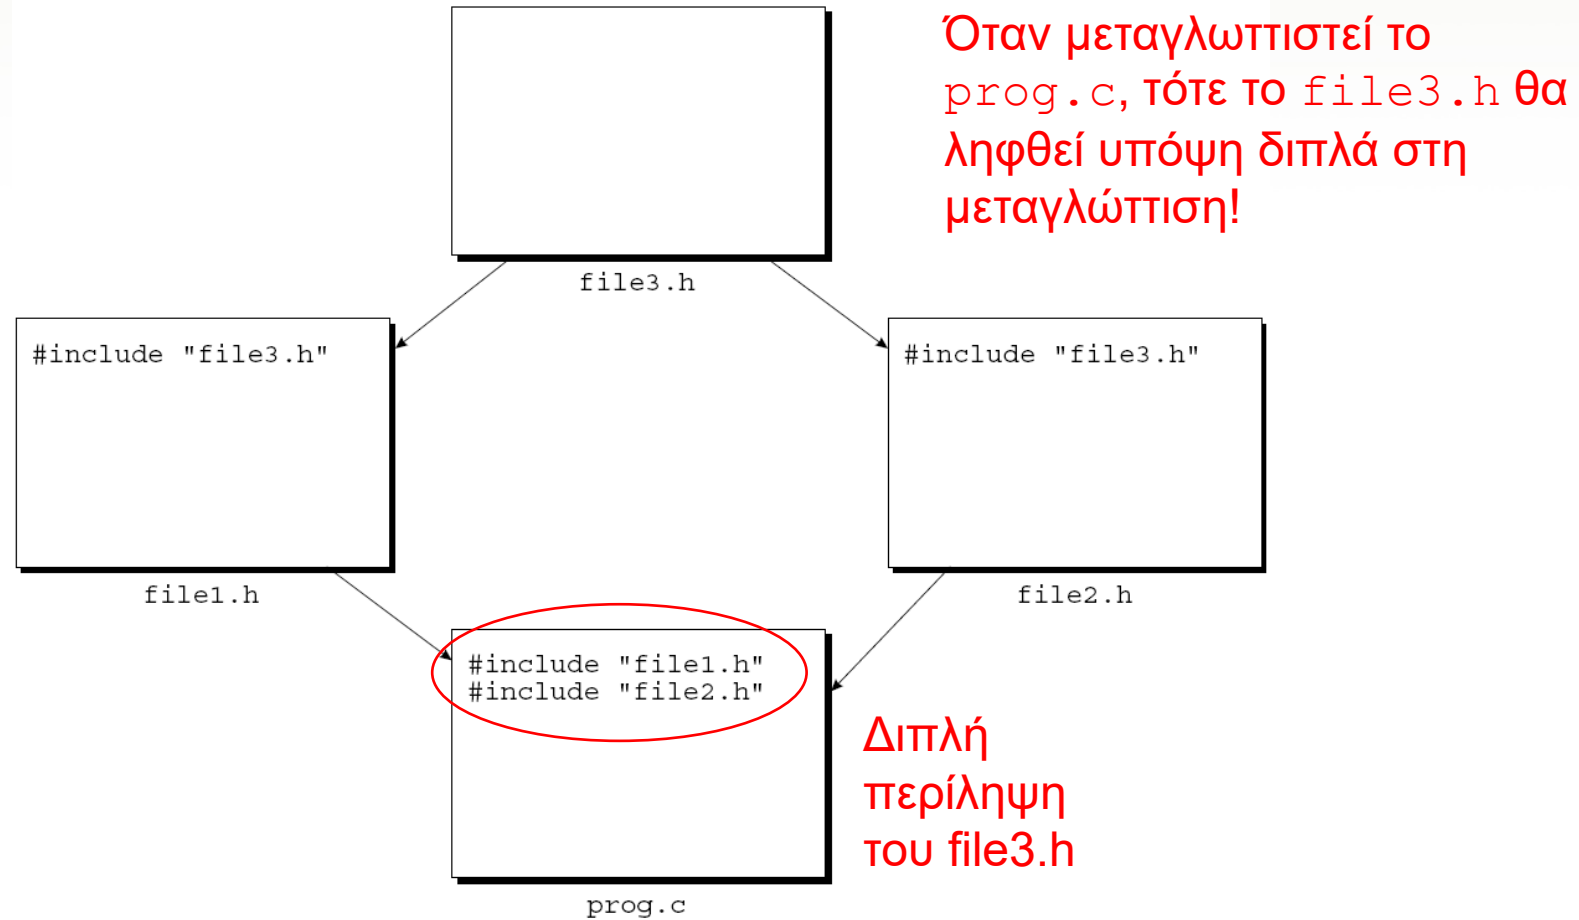 Όταν μεταγλωττιστεί το
prog.c, τότε το file3.h θα
ληφθεί υπόψη διπλά στη
μεταγλώττιση!
file3.h
#include "file3.h"
file1.h
#include "file3.h"
file2.h
#include "file1.h"
#include "file2.h"
prog.c
Διπλή
περίληψη
του file3.h